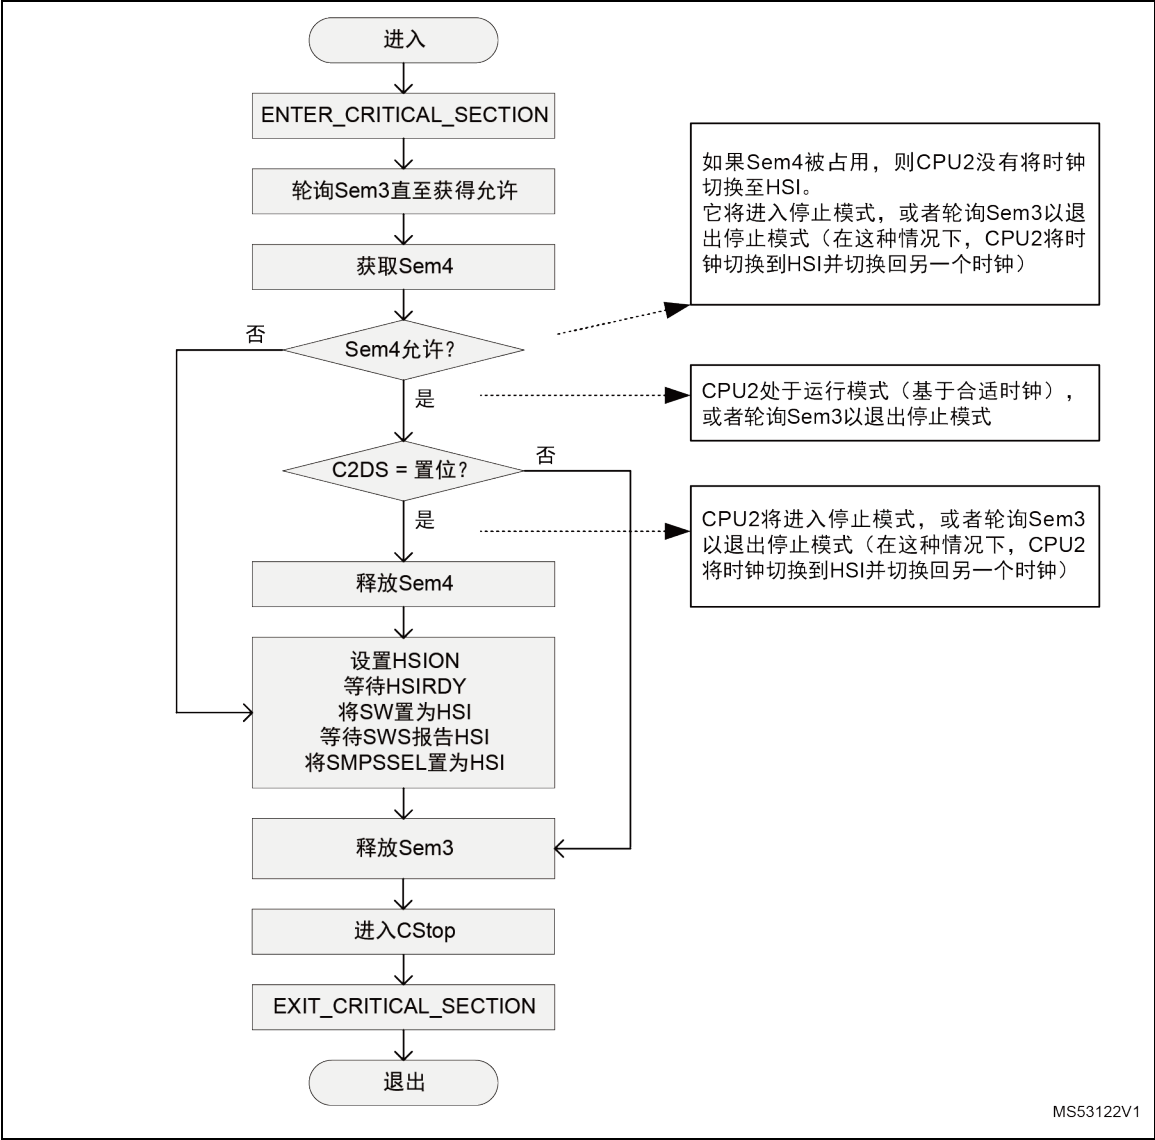 进入
ENTER_CRITICAL_SECTION
轮询Sem3直至获得允许
获取Sem4
如果Sem4被占用，则CPU2没有将时钟
切换至HSI。
它将进入停止模式，或者轮询Sem3以退
出停止模式（在这种情况下，CPU2将时
钟切换到HSI并切换回另一个时钟）
否
Sem4允许？
是
CPU2处于运行模式（基于合适时钟），
或者轮询Sem3以退出停止模式
C2DS = 置位？
否
是
CPU2将进入停止模式，或者轮询Sem3
以退出停止模式（在这种情况下，CPU2
将时钟切换到HSI并切换回另一个时钟）
释放Sem4
设置HSION
等待HSIRDY
将SW置为HSI
等待SWS报告HSI
将SMPSSEL置为HSI
释放Sem3
进入CStop
EXIT_CRITICAL_SECTION
退出
MS53122V1